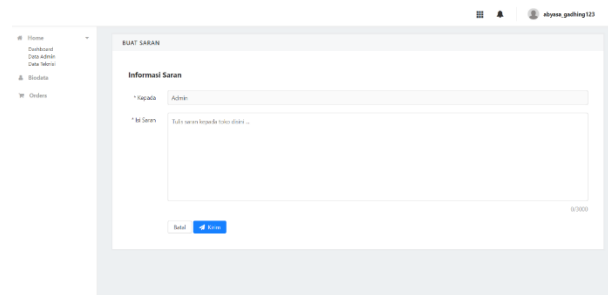 abyasa_gadhing123
Home
Dashboard
Data Admin
Data Teknisi
Biodata
Orders
BUAT SARAN
Informasi Saran
* Kepada
Admin
* Isi Saran
Tulis saran kepada toko disini ...
0/3000
Batal
Kirim